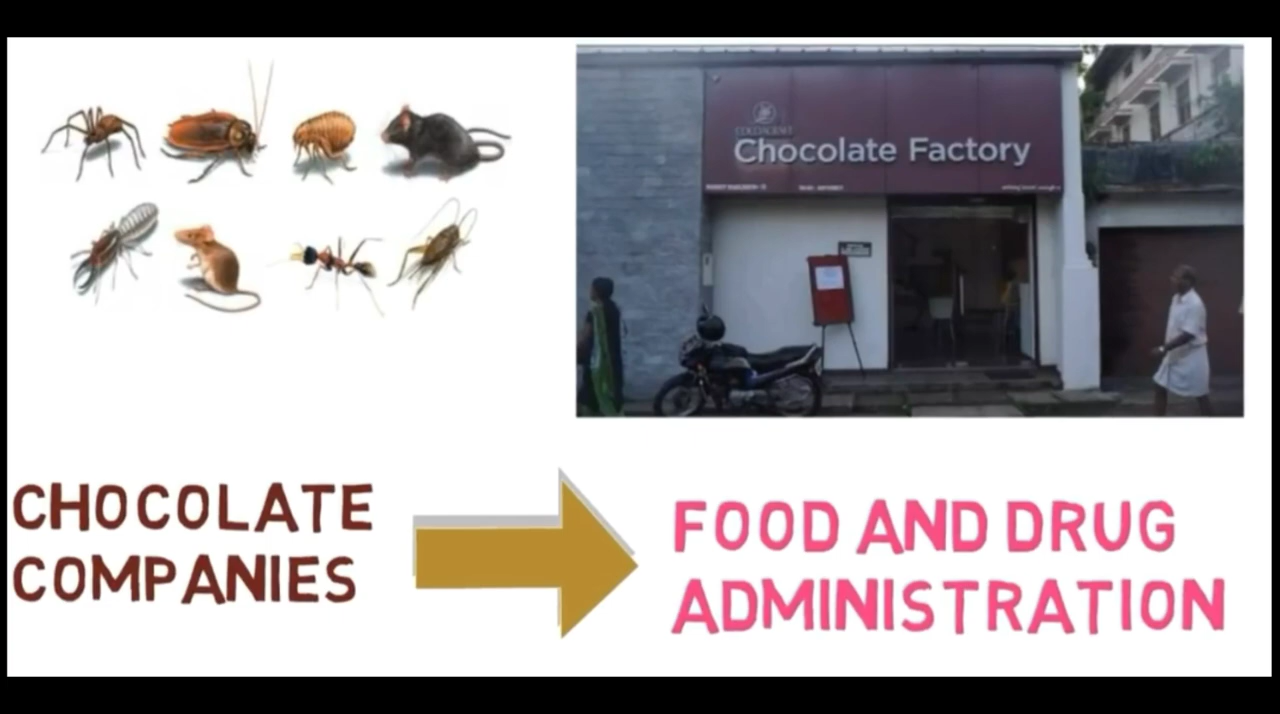 Chocolate Factory
CHOCOLATE
COMPANIES
FOOD AND DRUG
ADMINISTRATION